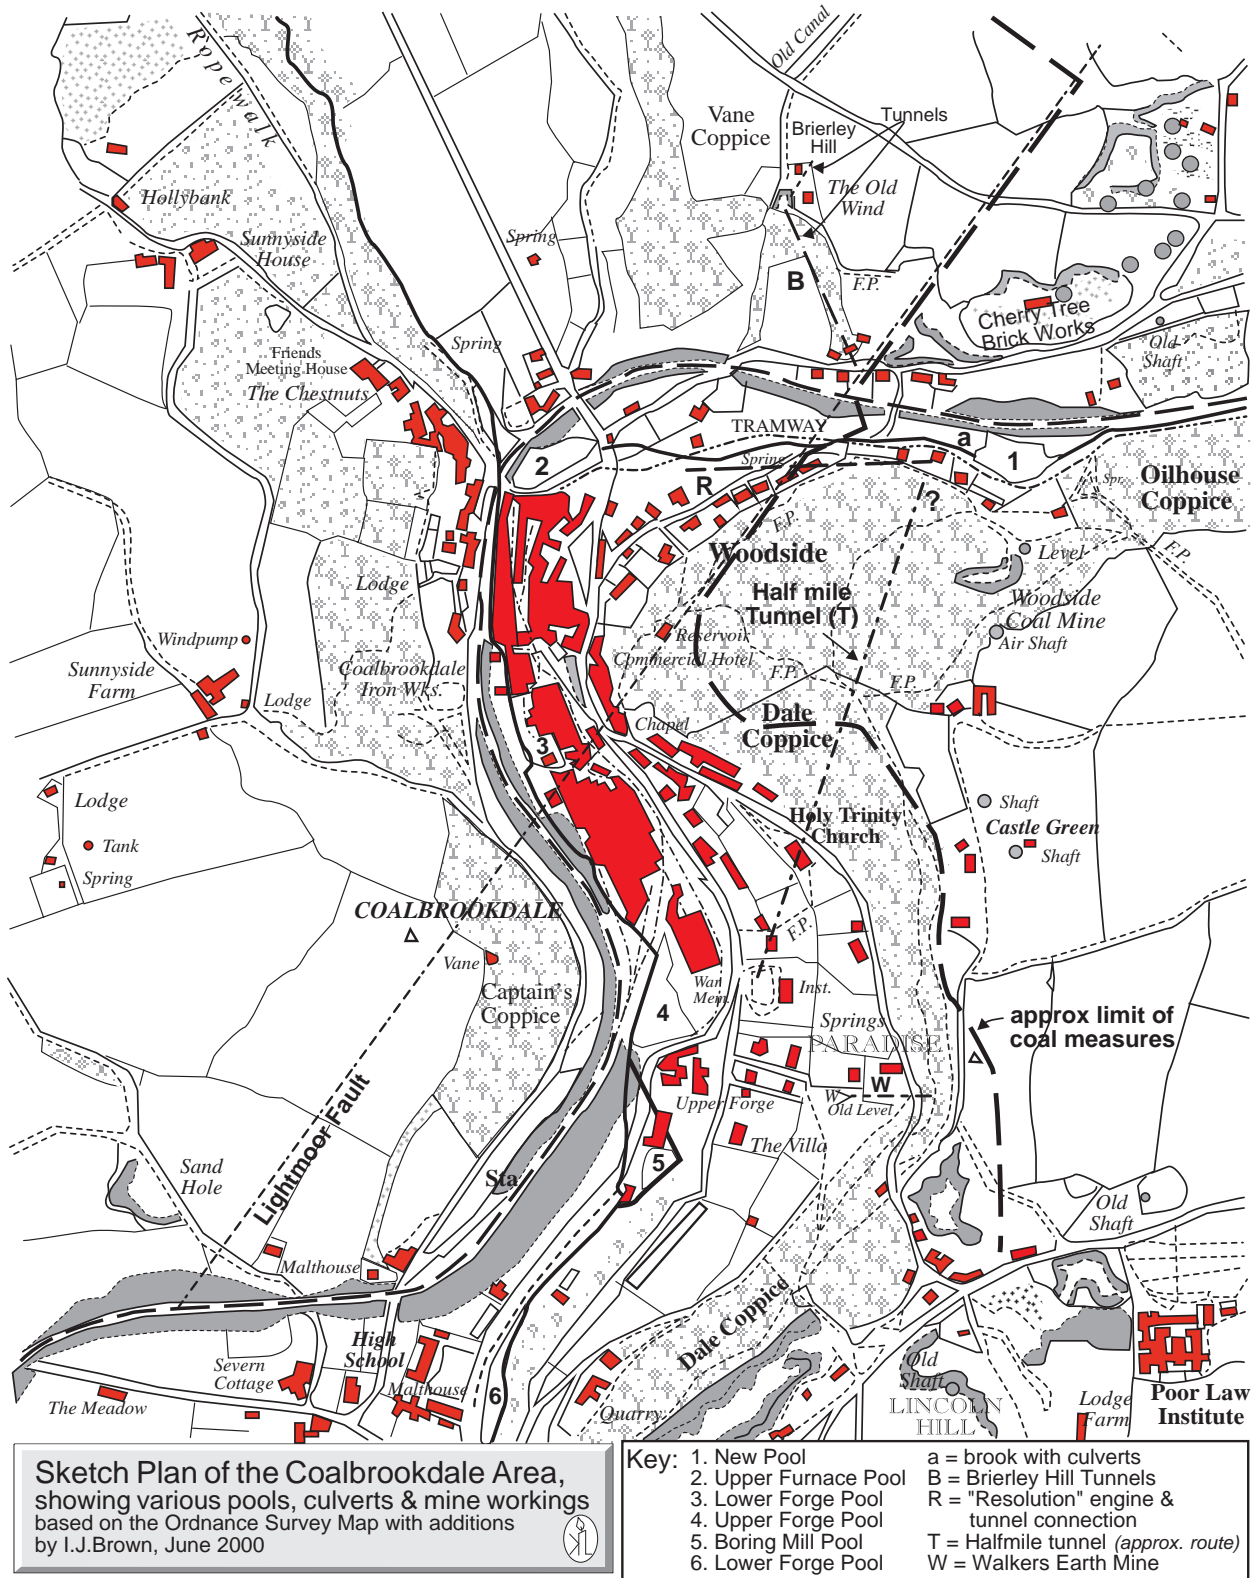 Ropewalk
Old Canal
Vane
Coppice
Tunnels
Brierley
Hill
The Old
Wind
Hollybank
Sunnyside
House
Spring
B
F.P.
Cherry Tree
Brick Works
Spring
Old
Shaft
Friends
Meeting House
The Chestnuts
TRAMWAY
a
1
2
Spring
R
Spr.
Oilhouse
Coppice
?
F.P.
F.P.
Woodside
Level
Lodge
Half mile
Tunnel (T)
Woodside
Coal Mine
Windpump
Reservoir
Air Shaft
Sunnyside
Farm
Coalbrookdale
Iron Wks.
Commercial Hotel
F.P.
F.P.
Lodge
Chapel
Dale
Coppice
3
Lodge
Shaft
Holy Trinity
Church
Castle Green
Tank
Shaft
Spring
COALBROOKDALE
F.P.
Vane
War
Mem.
Inst.
Captain's
Coppice
4
Springs
approx limit of
coal measures
PARADISE
W
Upper Forge
W
Old Level
Lightmoor Fault
The Villa
5
Sand
Hole
Sta
Old
Shaft
Malthouse
Dale Coppice
High
School
Severn
Cottage
Old
Shaft
Malthouse
6
The Meadow
Quarry
LINCOLN
HILL
Lodge
Farm
Poor Law
Institute
Sketch Plan of the Coalbrookdale Area,
showing various pools, culverts & mine workings
based on the Ordnance Survey Map with additions
by I.J.Brown, June 2000
Key:
1. New Pool
2. Upper Furnace Pool
3. Lower Forge Pool
4. Upper Forge Pool
5. Boring Mill Pool
6. Lower Forge Pool
a = brook with culverts
B = Brierley Hill Tunnels
R = "Resolution" engine &
tunnel connection
T = Halfmile tunnel (approx. route)
W = Walkers Earth Mine